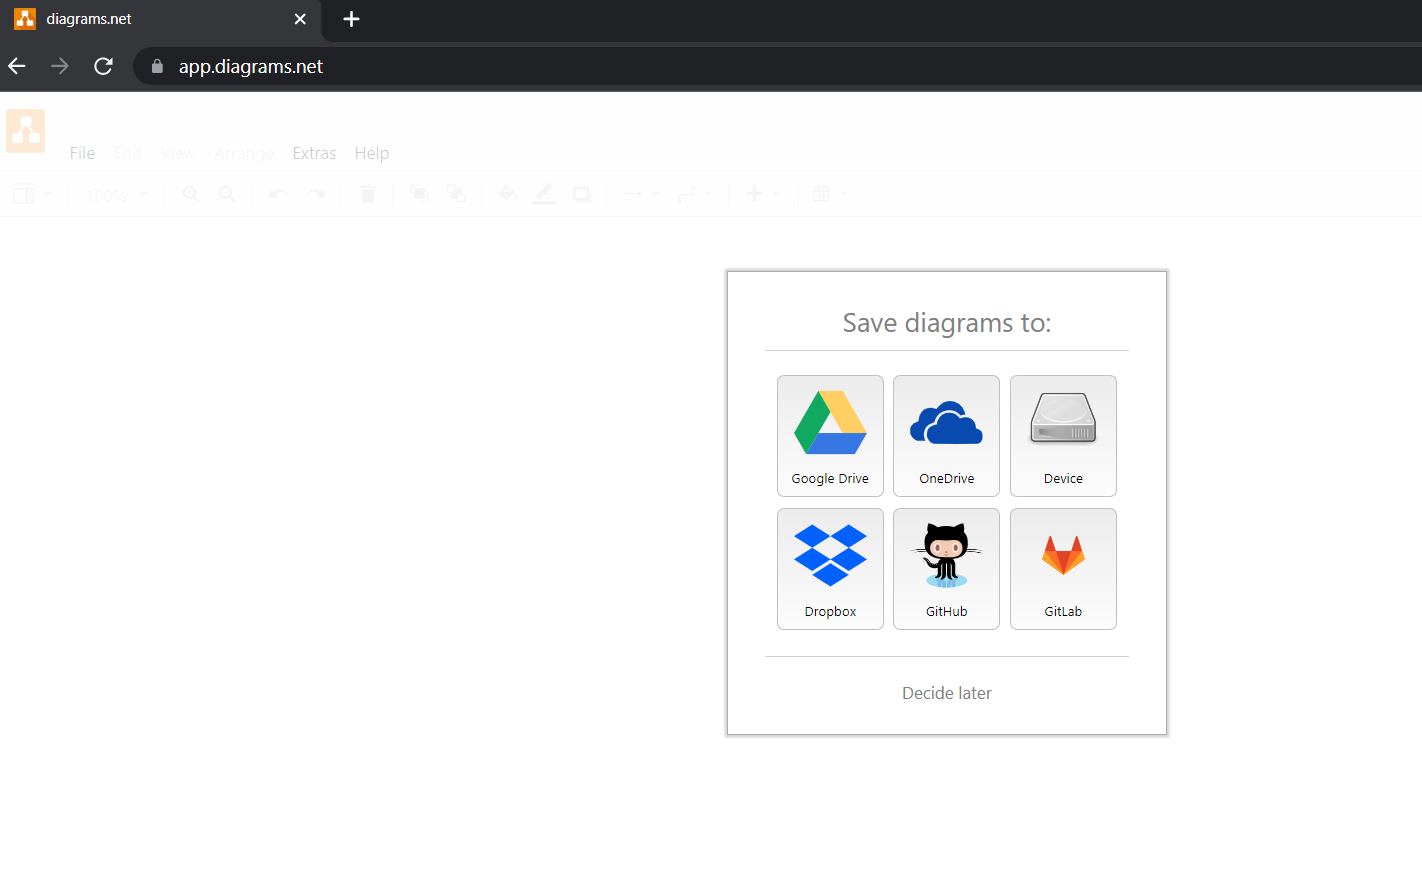 diagrams.net
app.diagrams.net
File Edit View Arrange Extras Help
100%
Save diagrams to:
Google Drive OneDrive Device
Dropbox GitHub GitLab
Decide later